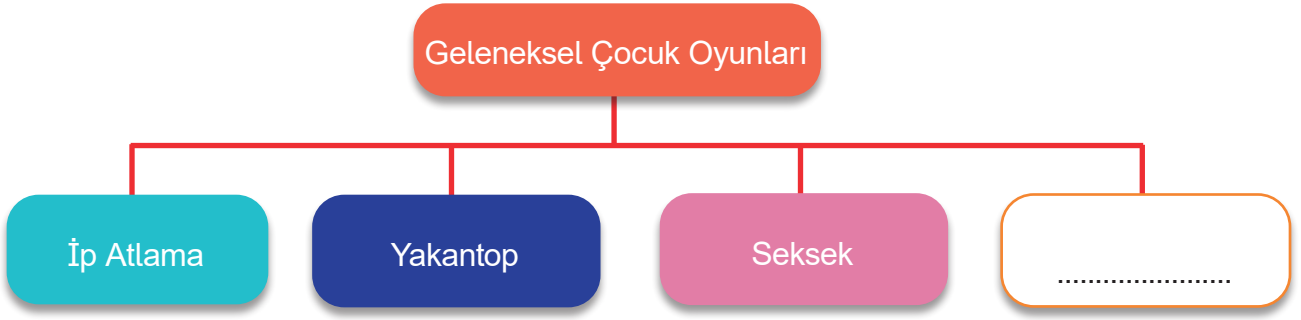 Geleneksel Çocuk Oyunları
İp Atlama
Yakantop
Seksek
.......................